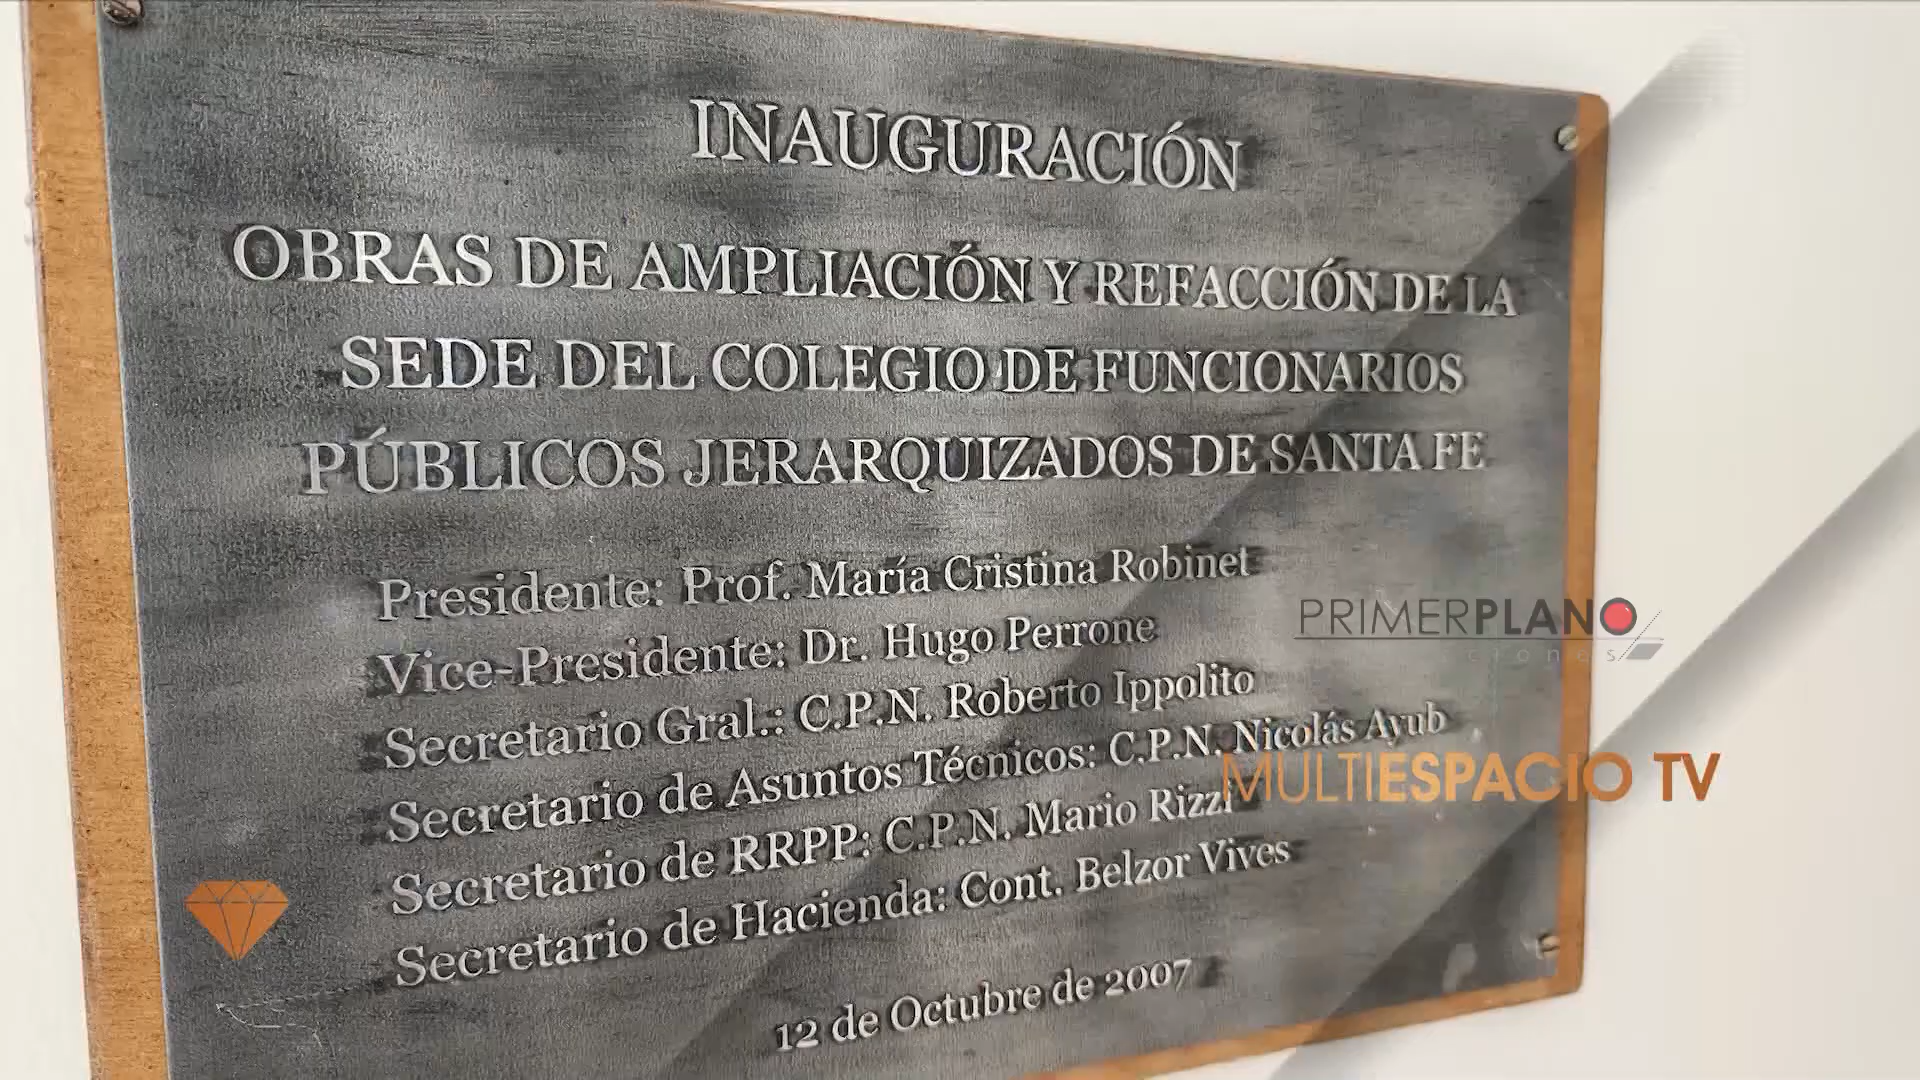 INAUGURACIÓN
OBRAS DE AMPLIACIÓN Y REFACCIÓN DE LA
SEDE DEL COLEGIO DE FUNCIONARIOS
PÚBLICOS JERARQUIZADOS DE SANTA FE
Presidente: Prof. María Cristina Robinet
Vice-Presidente: Dr. Hugo Perrone
Secretario Gral.: C.P.N. Roberto Ippolito
Secretario de Asuntos Técnicos: C.P.N. Nicolás Ayub
Secretario de RRPP: C.P.N. Mario Rizzi
Secretario de Hacienda: Cont. Belzor Vives
12 de Octubre de 2007
PRIMERPLANO
ciones
MULTIESPACIO TV